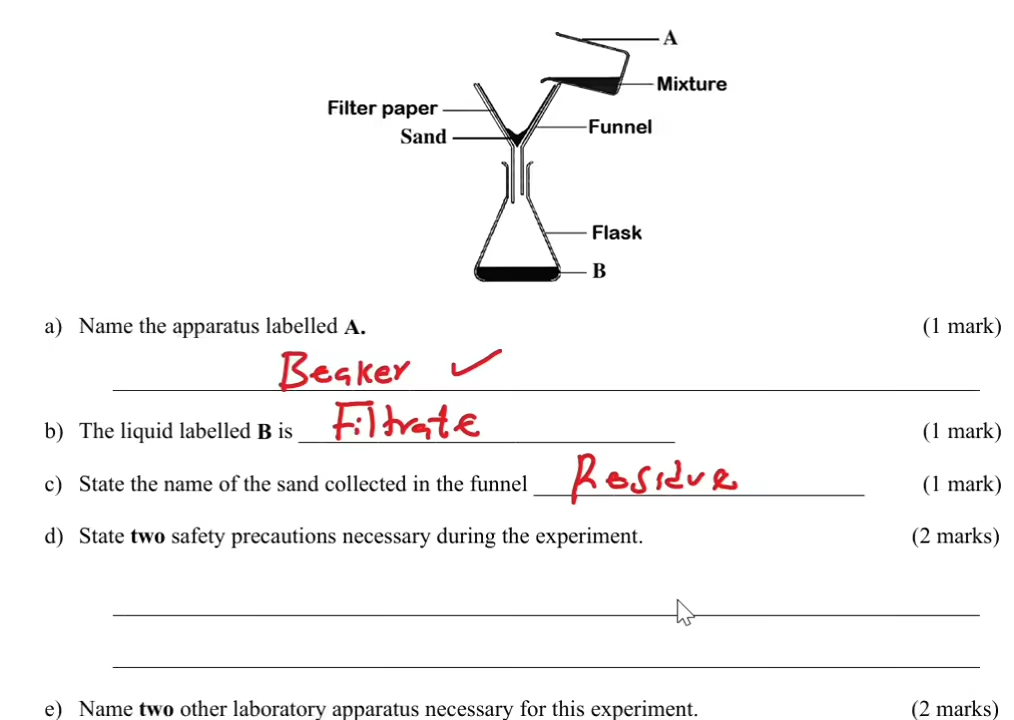 A
Mixture
Filter paper
Funnel
Sand
Flask
B
a) Name the apparatus labelled A. (1 mark)
Beaker ✓
b) The liquid labelled B is Filtrate (1 mark)
c) State the name of the sand collected in the funnel Residue (1 mark)
d) State two safety precautions necessary during the experiment. (2 marks)
e) Name two other laboratory apparatus necessary for this experiment. (2 marks)